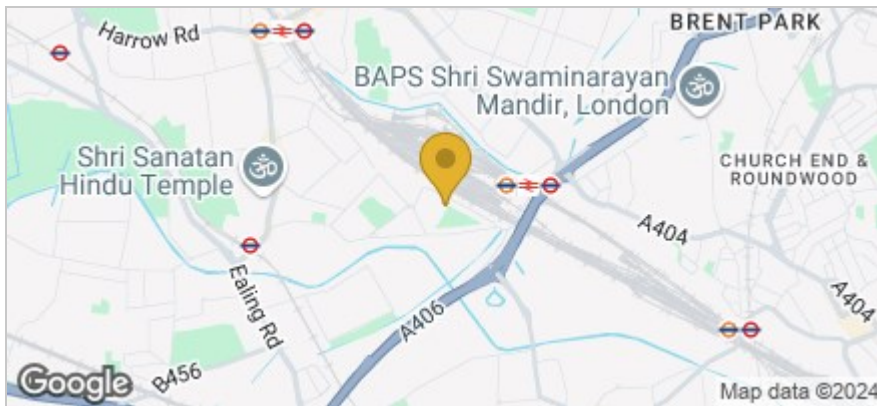 Harrow Rd
BRENT PARK
BAPS Shri Swaminarayan
Mandir, London
Shri Sanatan
Hindu Temple
CHURCH END &
ROUNDWOOD
A404
Ealing Rd
A404
A406
B456
Google
Map data ©2024